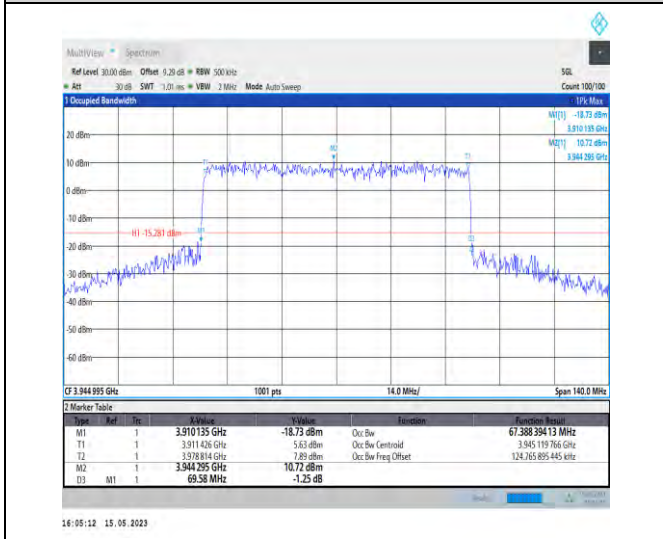 MultiView Spectrum
Ref Level 30.00 dBm Offset 9.29 dB RBW 500 kHz SGL
Att 30 dB SWT 1.01 ms VBW 2 MHz Mode Auto Sweep Count 100/100
1 Occupied Bandwidth 1Pk Max
M1[1] -18.73 dBm
3.910 135 GHz
M2[1] 10.72 dBm
3.944 295 GHz
20 dBm
M2
T1 T2
10 dBm
0 dBm
-10 dBm
H1 -15.281 dBm M1
D3
-20 dBm
-30 dBm
-40 dBm
-50 dBm
-60 dBm
CF 3.944 995 GHz 1001 pts 14.0 MHz/ Span 140.0 MHz
2 Marker Table
Type Ref Trc X-Value Y-Value Function Function Result
M1 1 3.910 135 GHz -18.73 dBm Occ Bw 67.388 394 13 MHz
T1 1 3.911 426 GHz 5.63 dBm Occ Bw Centroid 3.945 119 766 GHz
T2 1 3.978 814 GHz 7.89 dBm Occ Bw Freq Offset 124.765 895 445 kHz
M2 1 3.944 295 GHz 10.72 dBm
D3 M1 1 69.58 MHz -1.25 dB
16:05:12 15.05.2023